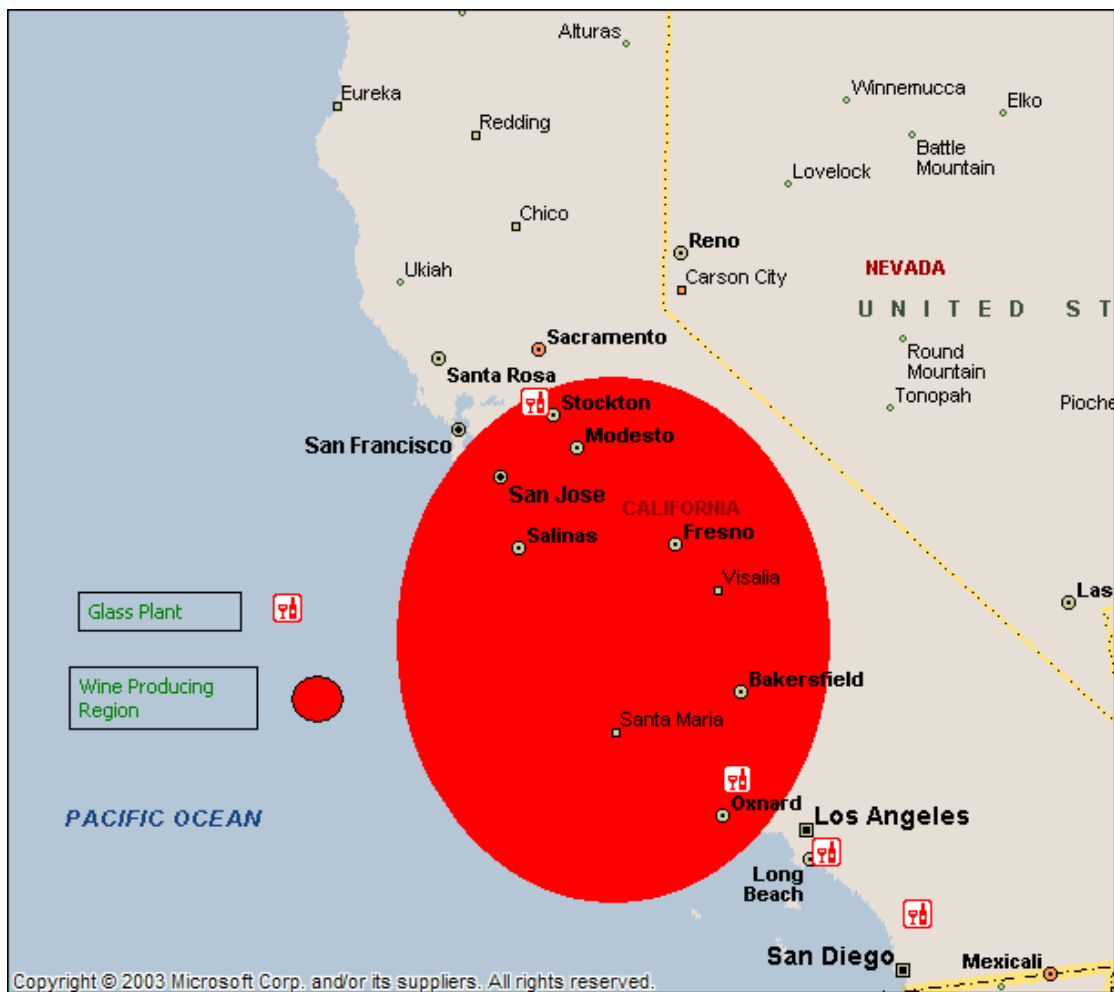 Alturas
Winnemucca
Elko
Eureka
Redding
Battle
Mountain
Lovelock
Chico
Reno
Ukiah
NEVADA
Carson City
UNITED ST
Sacramento
Round
Mountain
Santa Rosa
Tonopah
Pioche
Stockton
San Francisco
Modesto
San Jose
CALIFORNIA
Salinas
Fresno
Visalia
Las
Glass Plant
Wine Producing
Region
Bakersfield
Santa Maria
PACIFIC OCEAN
Oxnard
Los Angeles
Long
Beach
San Diego
Mexicali
Copyright © 2003 Microsoft Corp. and/or its suppliers. All rights reserved.